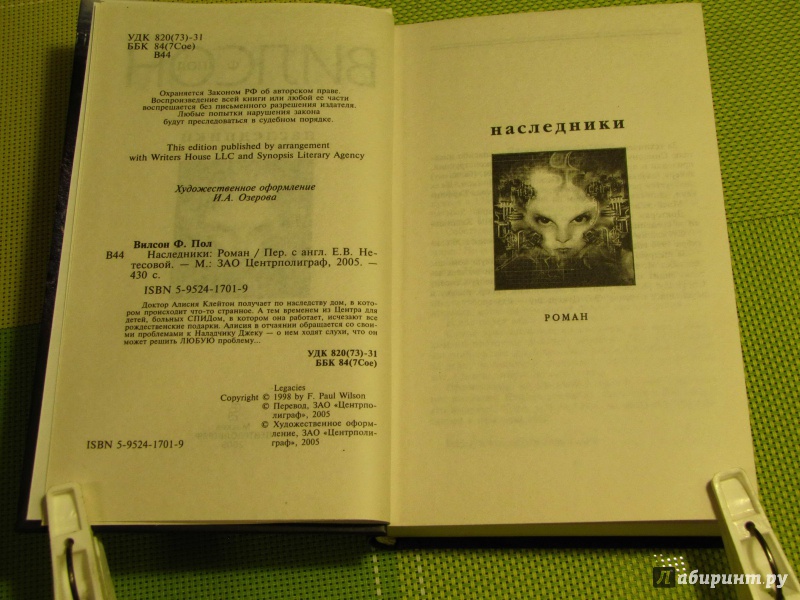 УДК 820(73)-31
ББК 84(7Сое)
В44
Охраняется Законом РФ об авторском праве.
Воспроизведение всей книги или любой ее части
воспрещается без письменного разрешения издателя.
Любые попытки нарушения закона
будут преследоваться в судебном порядке.
This edition published by arrangement
with Writers House LLC and Synopsis Literary Agency
Художественное оформление
И.А. Озерова
Вилсон Ф. Пол
В44 Наследники: Роман / Пер. с англ. Е.В. Не-
тесовой. — М.: ЗАО Центрполиграф, 2005. —
430 с.
ISBN 5-9524-1701-9
Доктор Алисия Клейтон получает по наследству дом, в ко-
тором происходит что-то странное. А тем временем из Центра для
детей, больных СПИДом, в котором она работает, исчезают все
рождественские подарки. Алисия в отчаянии обращается со свои-
ми проблемами к Наладчику Джеку — о нем ходят слухи, что он
может решить ЛЮБУЮ проблему...
УДК 820(73)-31
ББК 84(7Сое)
Legacies
Copyright © 1998 by F. Paul Wilson
© Перевод, ЗАО «Центрпо-
лиграф», 2005
© Художественное оформ-
ление, ЗАО «Центрполи-
граф», 2005
ISBN 5-9524-1701-9
наследники
РОМАН
Лабиринт.ру